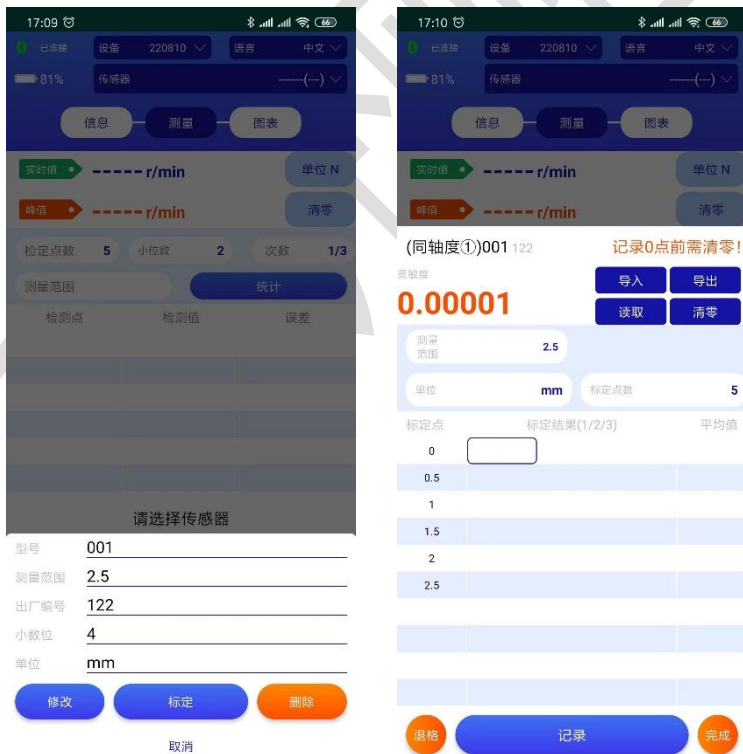 17:09
66
已连接 设备 220810 语言 中文
81% 传感器 ------(---)
信息 测量 图表
实时值 ----- r/min 单位 N
峰值 ----- r/min 清零
检定点数 5 小位数 2 次数 1/3
测量范围 统计
检测点 检测值 误差
请选择传感器
型号 001
测量范围 2.5
出厂编号 122
小数位 4
单位 mm
修改 标定 删除
取消
17:10
66
已连接 设备 220810 语言 中文
81% 传感器 ------(---)
信息 测量 图表
实时值 ----- r/min 单位 N
峰值 ----- r/min 清零
(同轴度①)001 122 记录0点前需清零!
灵敏度
0.00001 导入 导出
读取 清零
测量
范围 2.5
单位 mm 标定点数 5
标定点 标定结果(1/2/3) 平均值
0
0.5
1
1.5
2
2.5
退格 记录 完成